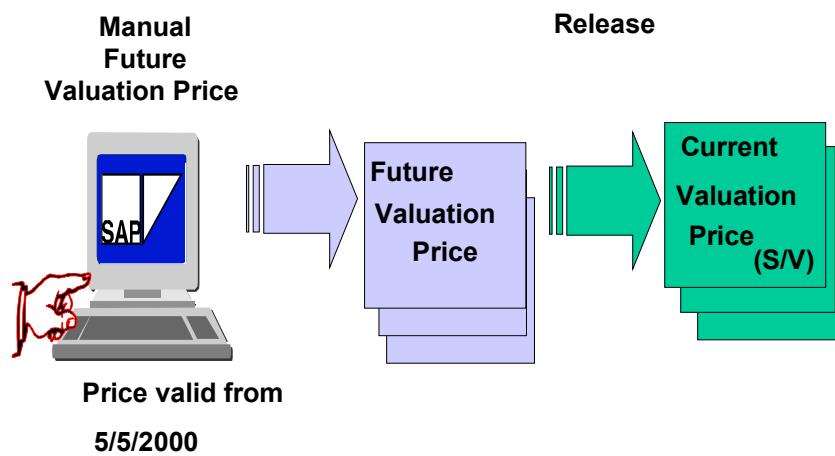 Manual
Future
Valuation Price
Release
SAP
Future
Valuation
Price
Current
Valuation
Price
(S/V)
Price valid from
5/5/2000